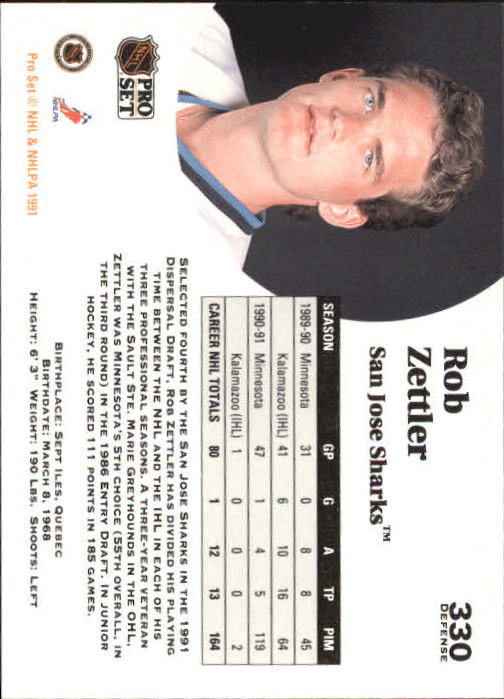 Rob
Zettler
San Jose Sharks™
330
DEFENSE
SEASON GP G A TP PIM
1989-90 Minnesota 31 0 8 8 45
Kalamazoo (IHL) 41 6 10 16 64
1990-91 Minnesota 47 1 4 5 119
Kalamazoo (IHL) 1 0 0 0 2
CAREER NHL TOTALS 80 1 12 13 164
SELECTED FOURTH BY THE SAN JOSE SHARKS IN THE 1991
DISPERSAL DRAFT, ROB ZETTLER HAS DIVIDED HIS PLAYING
TIME BETWEEN THE NHL AND THE IHL IN EACH OF HIS
THREE PROFESSIONAL SEASONS. A THREE-YEAR VETERAN
WITH THE SAULT STE. MARIE GREYHOUNDS IN THE OHL,
ZETTLER WAS MINNESOTA'S 5TH CHOICE (55TH OVERALL, IN
THE THIRD ROUND) IN THE 1986 ENTRY DRAFT. IN JUNIOR
HOCKEY, HE SCORED 111 POINTS IN 185 GAMES.
BIRTHPLACE: SEPT ILES, QUEBEC
BIRTHDATE: MARCH 8, 1968
HEIGHT: 6' 3" WEIGHT: 190 LBS. SHOOTS: LEFT
NHL
PRO
SET
NHLPA
Pro Set © NHL & NHLPA 1991